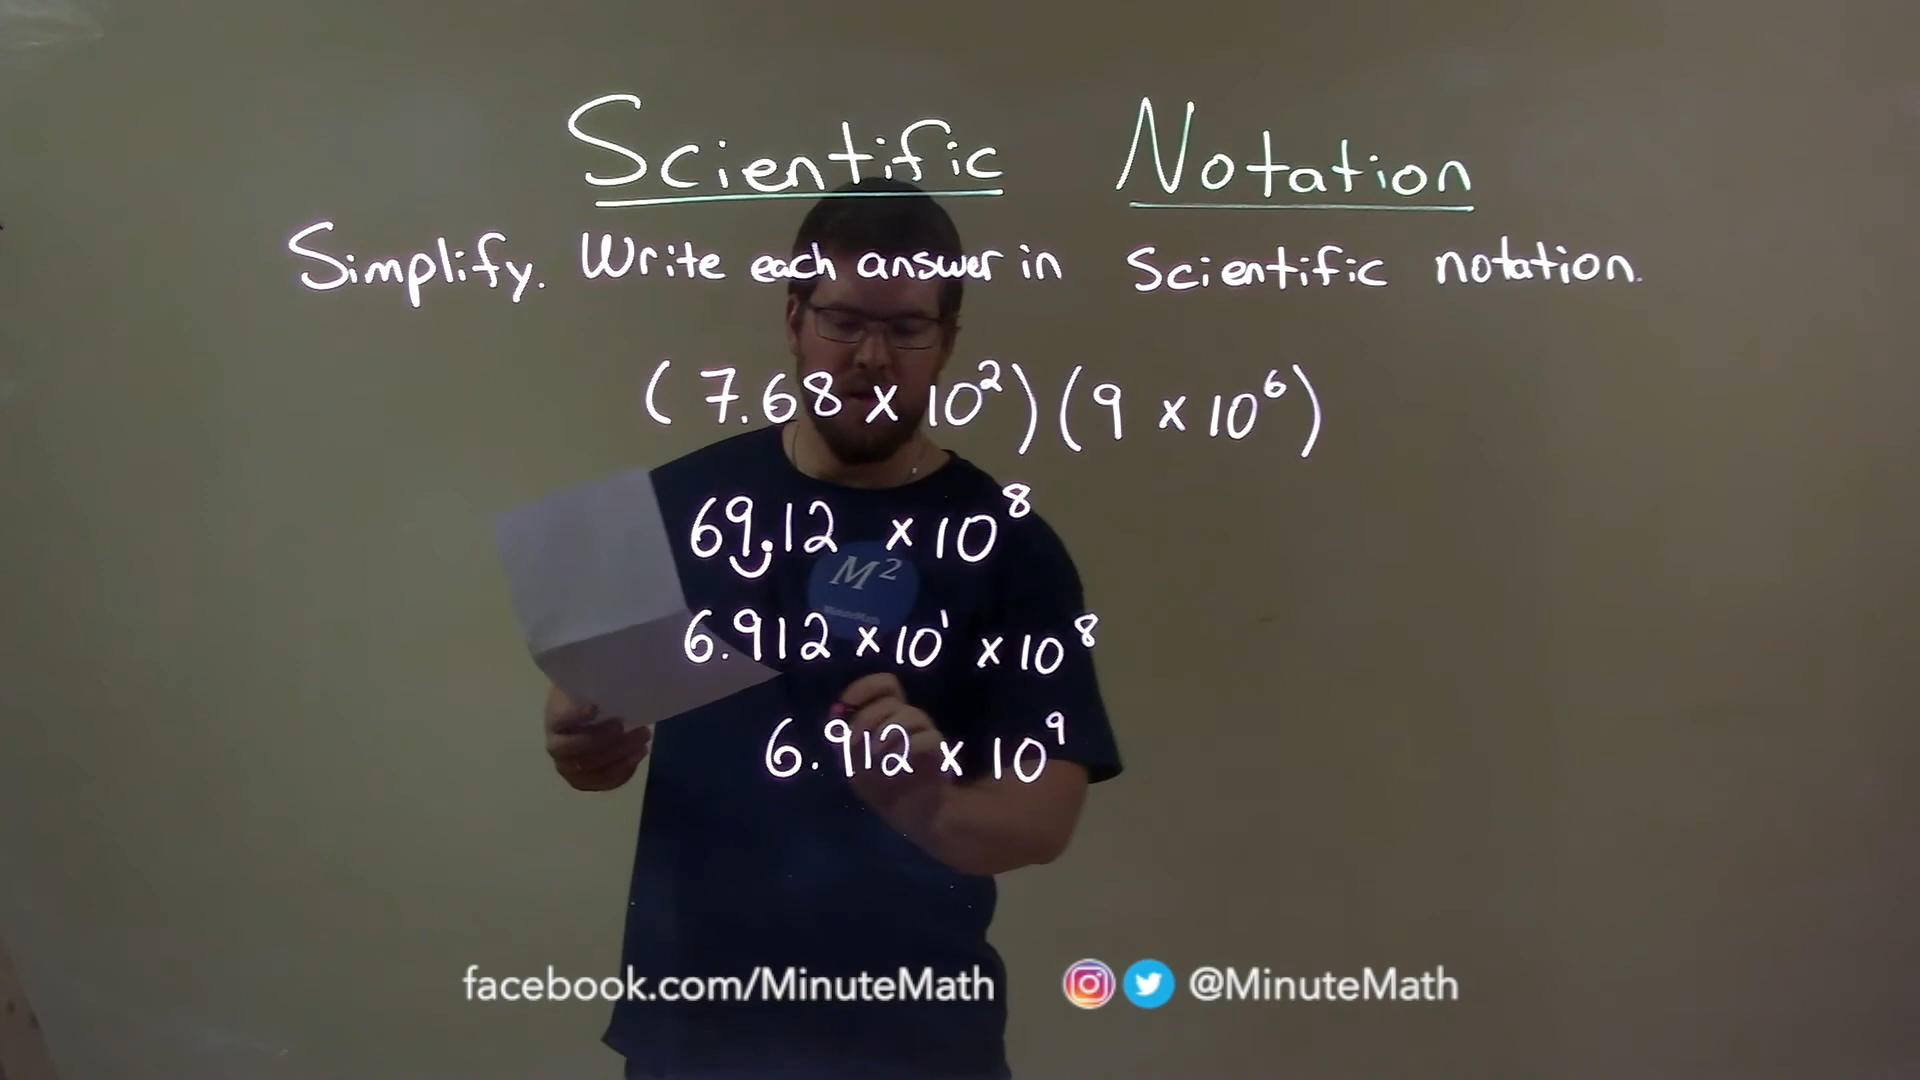 Scientific Notation
Simplify. Write each answer in Scientific notation.
(7.68 x 10²)(9 x 10⁶)
69.12 x 10⁸
M²
MinuteMath
6.912 x 10¹ x 10⁸
6.912 x 10⁹
facebook.com/MinuteMath @MinuteMath